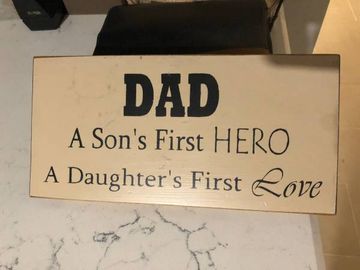 DAD
A Son's First HERO
A Daughter's First Love